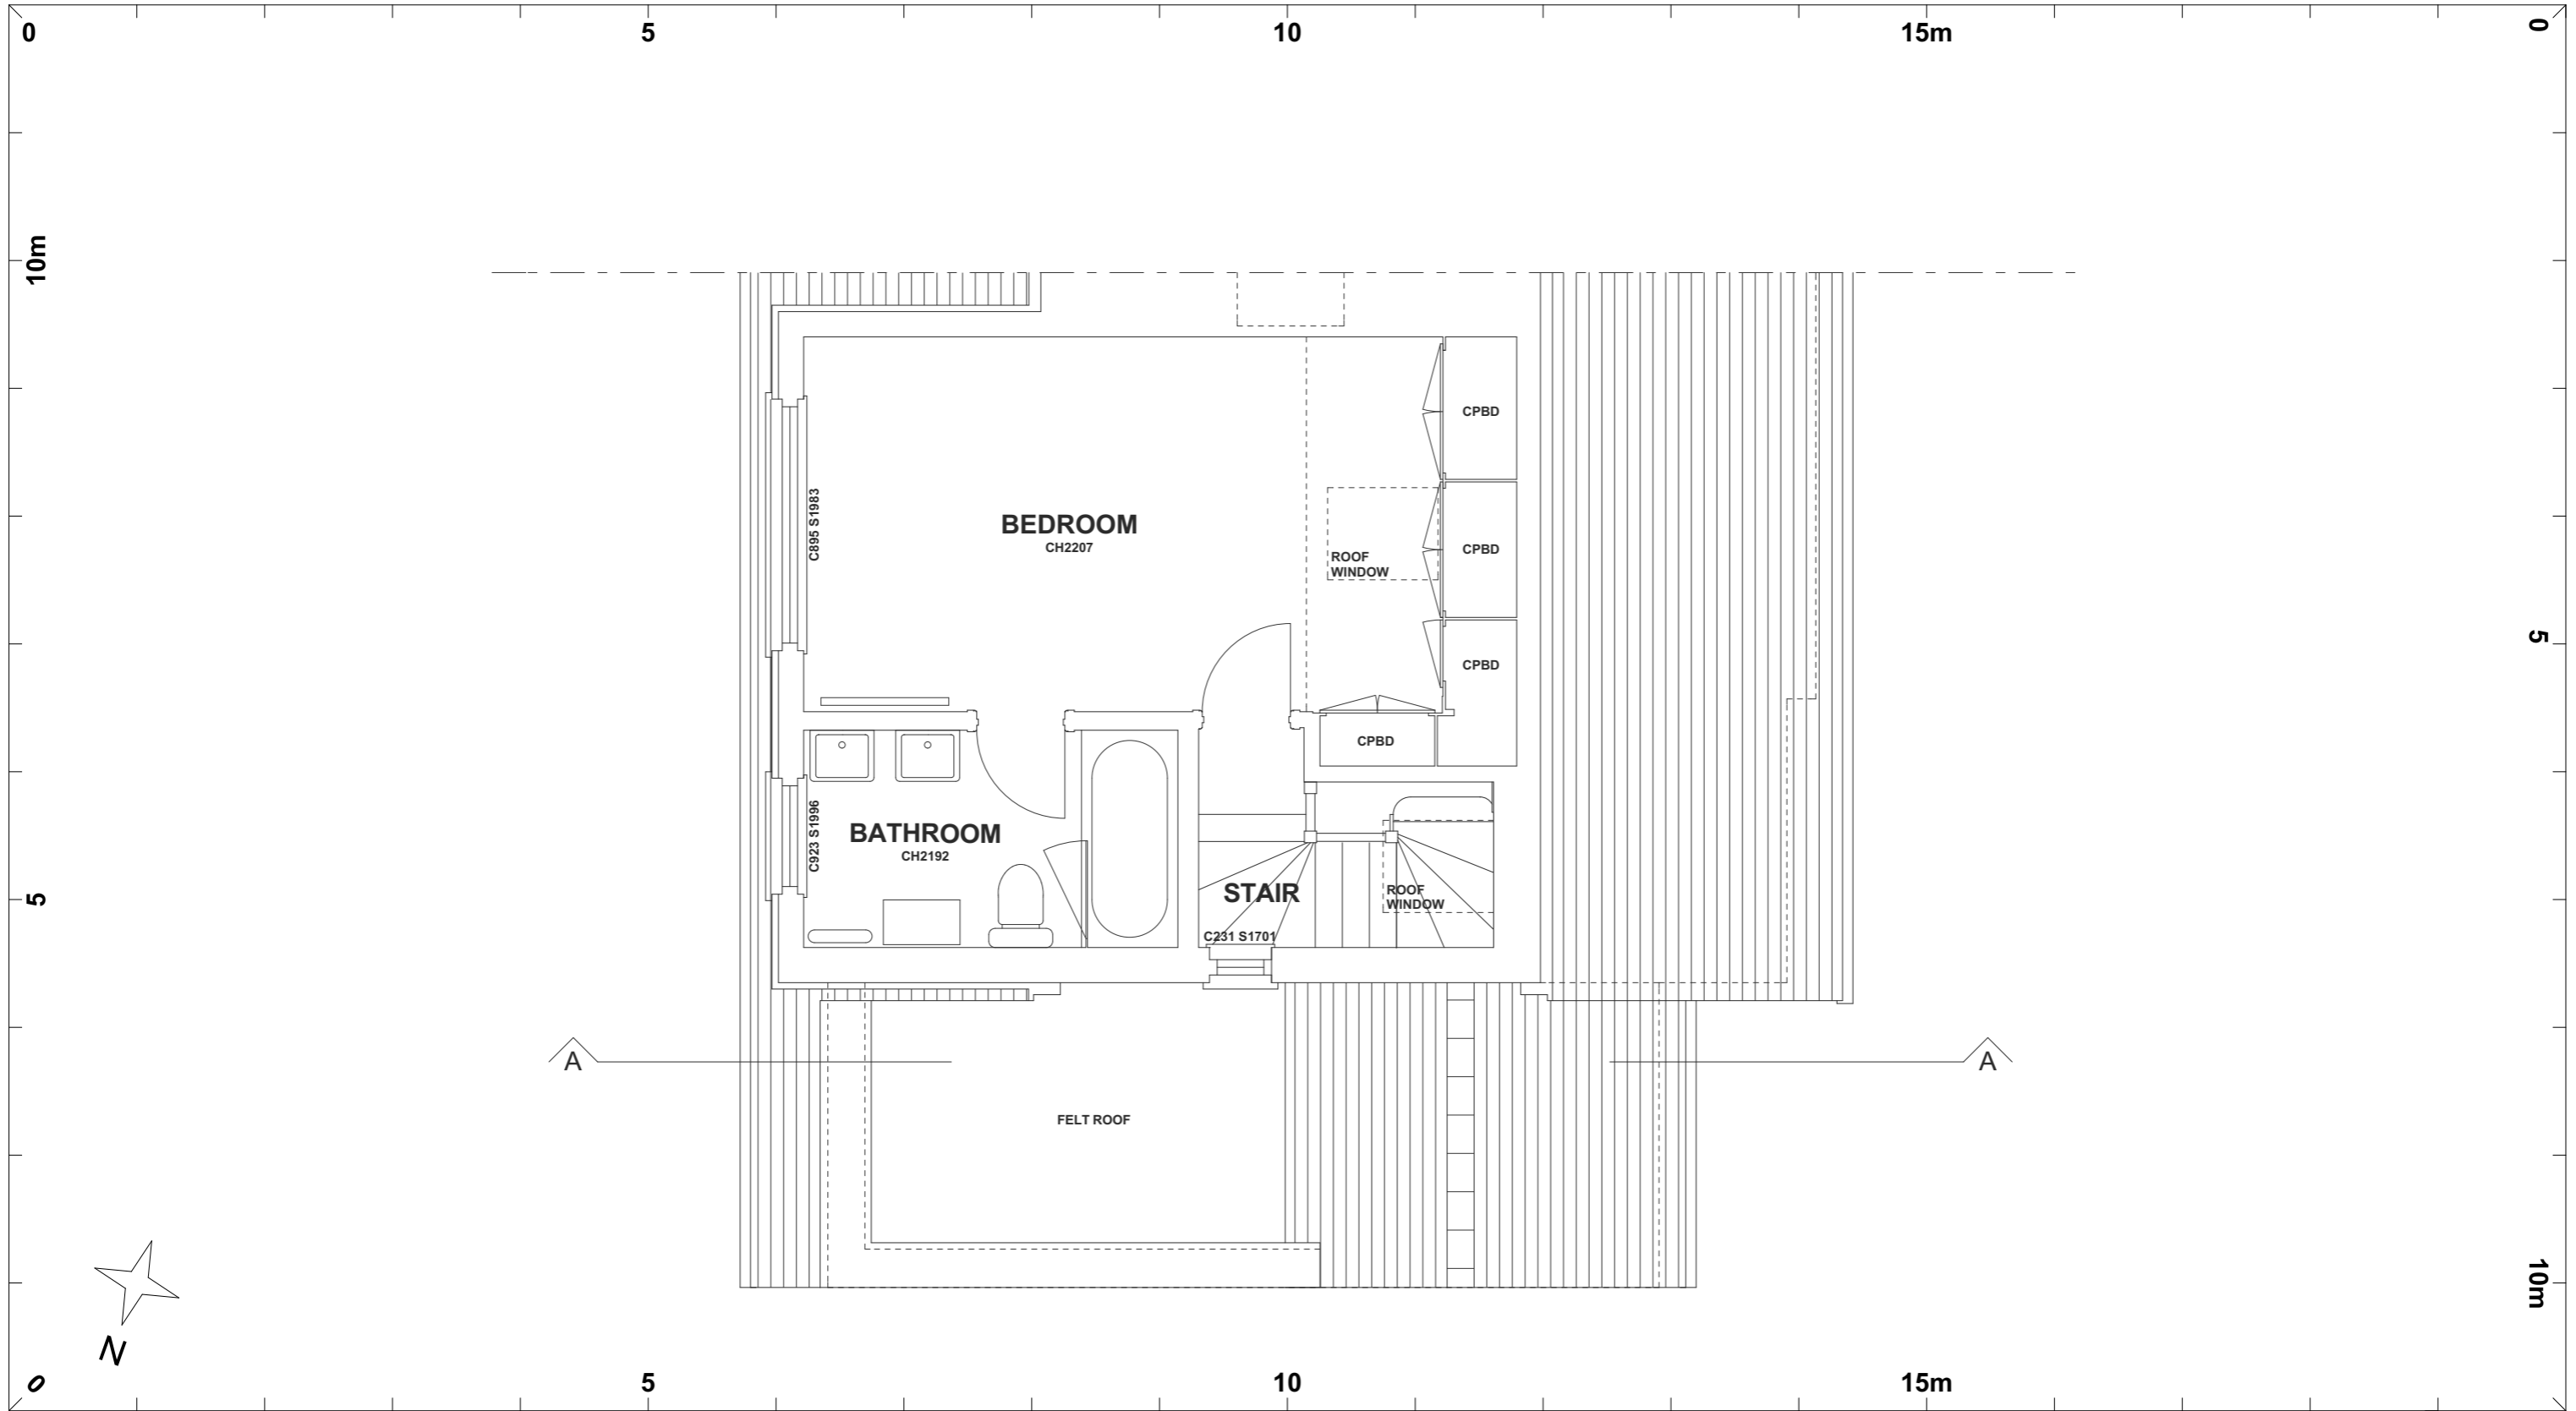 0
5
10
15m
0
10m
CPBD
C895 S1983
BEDROOM
CH2207
CPBD
ROOF
WINDOW
5
CPBD
CPBD
C923 S1996
BATHROOM
CH2192
5
STAIR
ROOF
WINDOW
C231 S1701
A
A
FELT ROOF
10m
N
0
5
10
15m